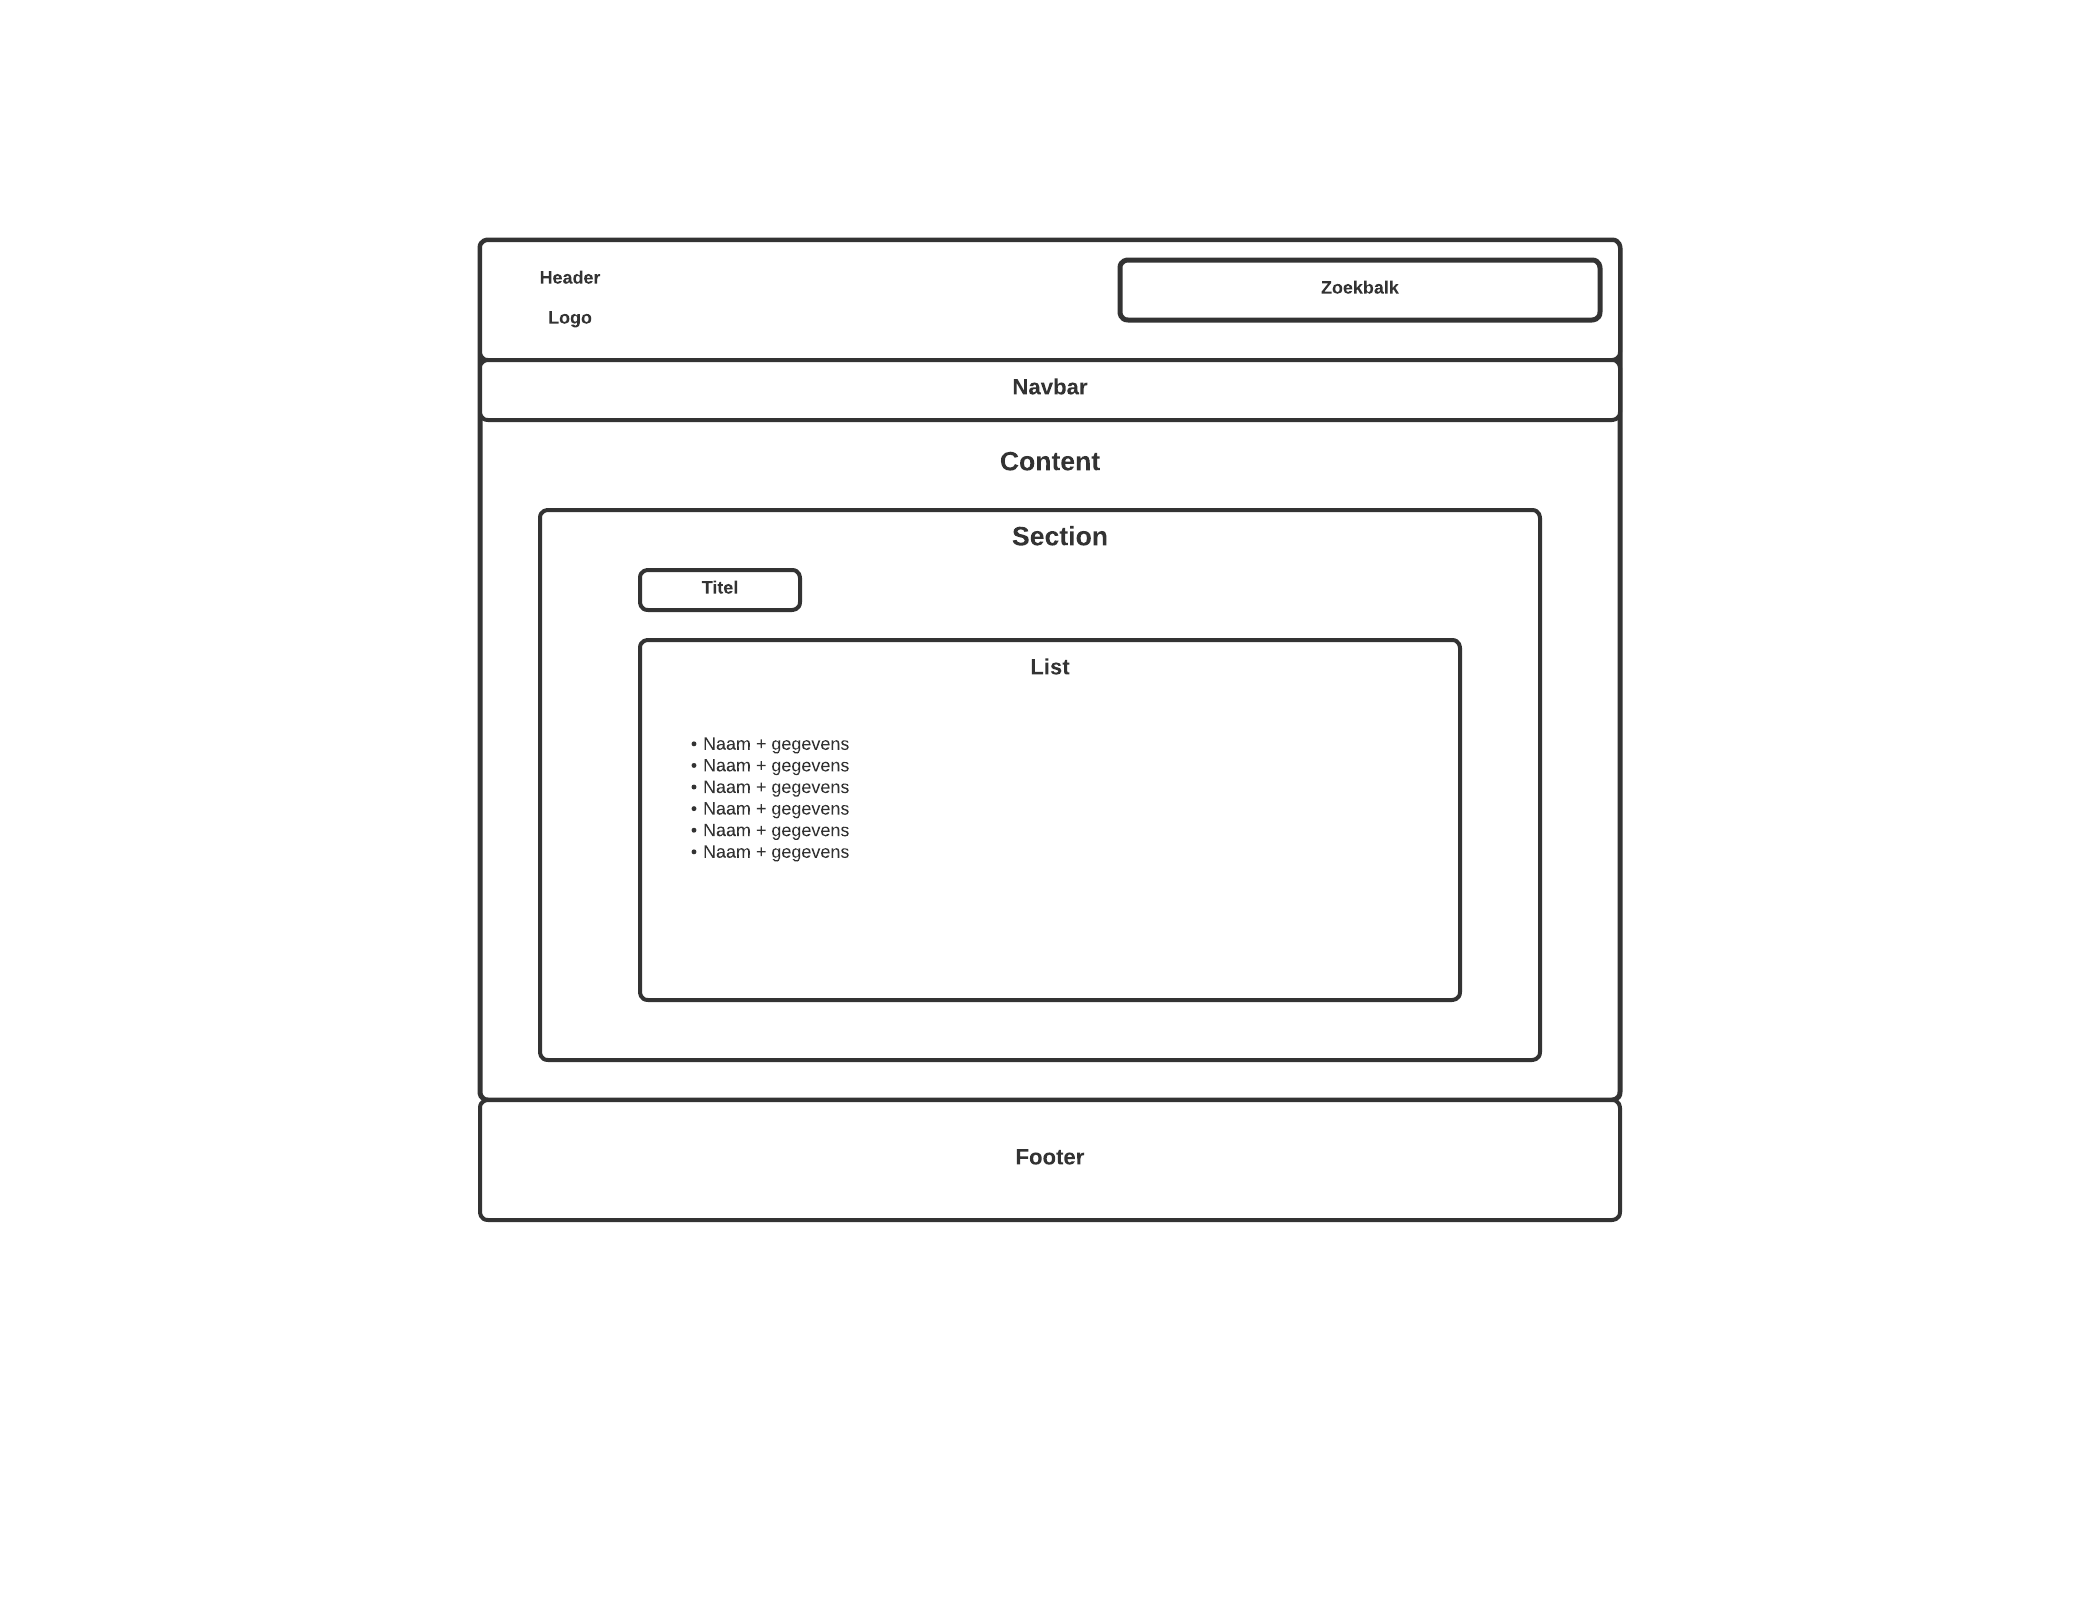 Header
Zoekbalk
Logo
Navbar
Content
Section
Titel
List
• Naam + gegevens
• Naam + gegevens
• Naam + gegevens
• Naam + gegevens
• Naam + gegevens
• Naam + gegevens
Footer